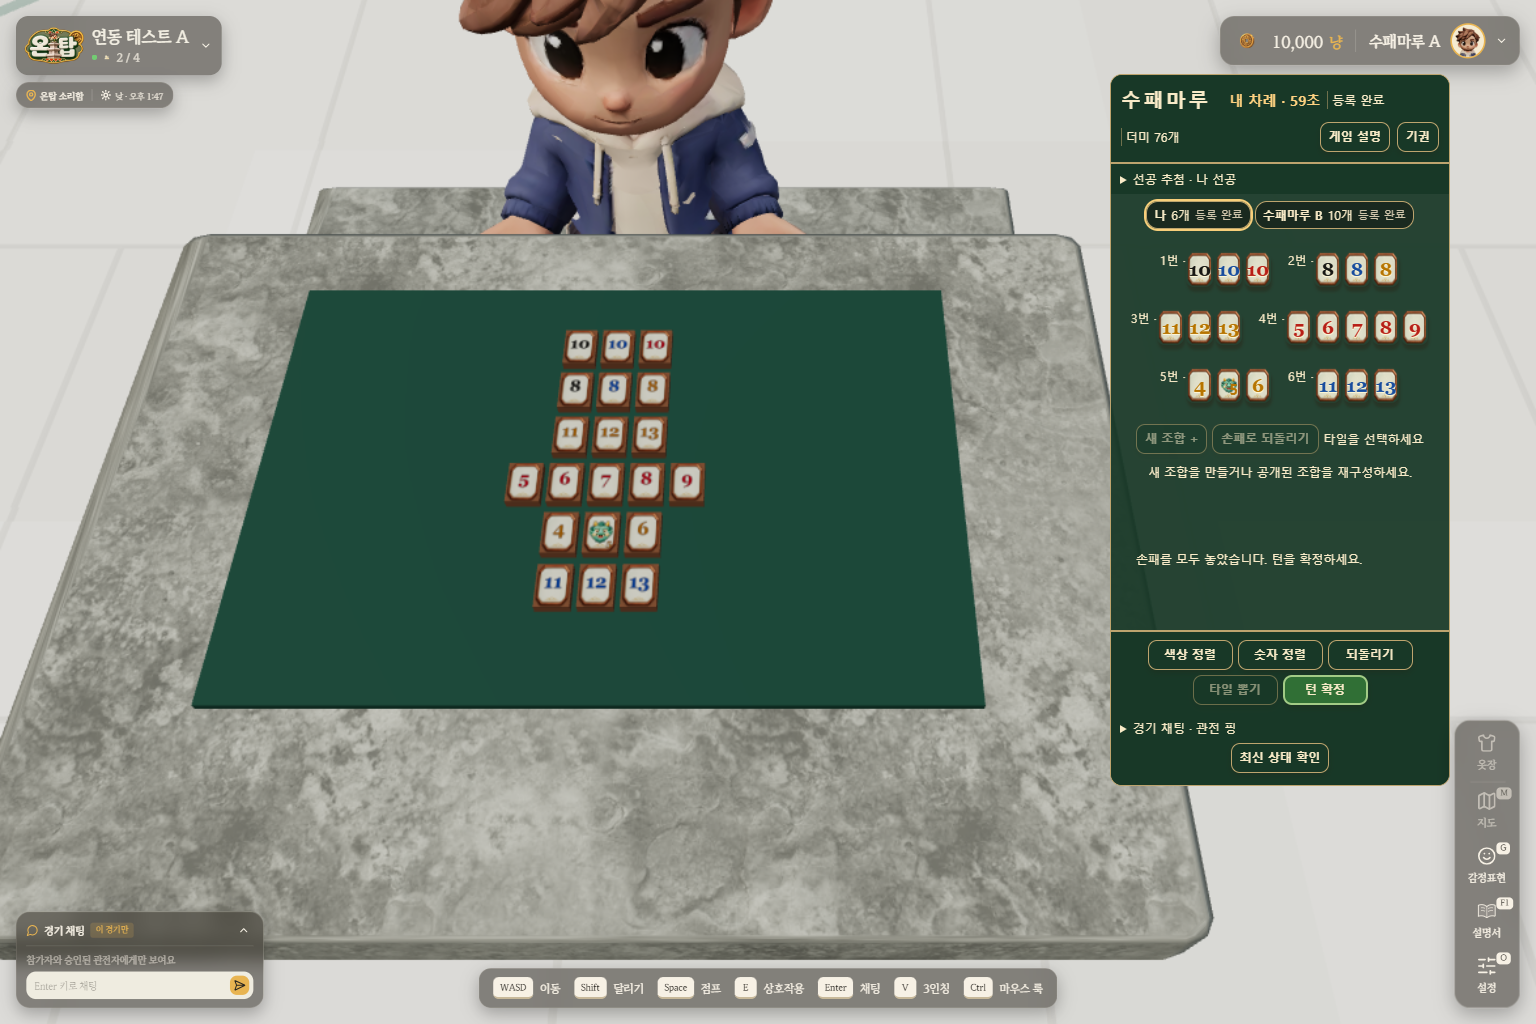 온탑
연동 테스트 A
2 / 4
온탑 소리함
낮 · 오후 1:47
10,000 냥
수패마루 A
수패마루 내 차례 · 59초 등록 완료
더미 76개 게임 설명 기권
▶ 선공 추첨 · 나 선공
나 6개 등록 완료 수패마루 B 10개 등록 완료
1번 · 10 10 10 2번 · 8 8 8
3번 · 11 12 13 4번 · 5 6 7 8 9
5번 · 4 5 6 6번 · 11 12 13
새 조합 + 손패로 되돌리기 타일을 선택하세요
새 조합을 만들거나 공개된 조합을 재구성하세요.
손패를 모두 놓았습니다. 턴을 확정하세요.
색상 정렬 숫자 정렬 되돌리기
타일 뽑기 턴 확정
▶ 경기 채팅 · 관전 핑
최신 상태 확인
10 10 10
8 8 8
11 12 13
5 6 7 8 9
4 6
11 12 13
옷장
M
지도
G
감정표현
F1
설명서
O
설정
경기 채팅 이 경기만
참가자와 승인된 관전자에게만 보여요
Enter 키로 채팅
WASD 이동 Shift 달리기 Space 점프 E 상호작용 Enter 채팅 V 3인칭 Ctrl 마우스 룩